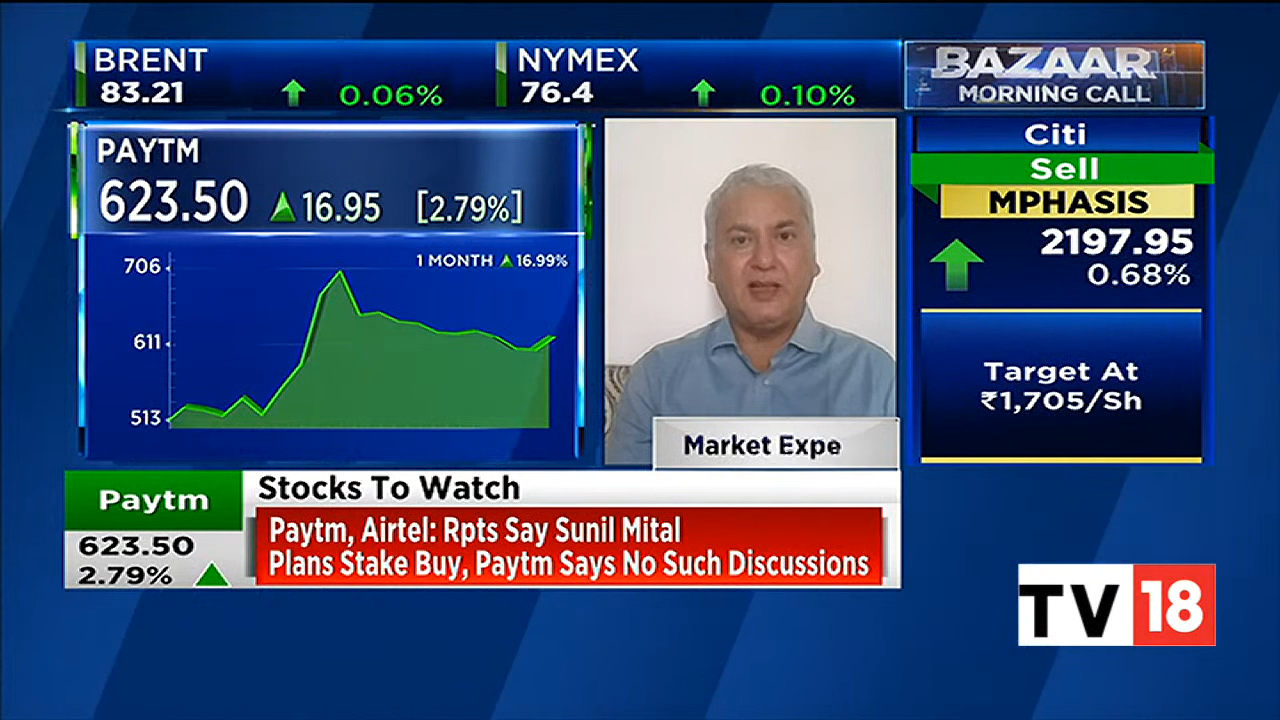 BRENT
83.21 0.06%
NYMEX
76.4 0.10%
BAZAAR
MORNING CALL
PAYTM
623.50 16.95 [2.79%]
1 MONTH 16.99%
706
611
513
Citi
Sell
MPHASIS
2197.95
0.68%
Target At
₹1,705/Sh
Market Expe
Paytm
623.50
2.79%
Stocks To Watch
Paytm, Airtel: Rpts Say Sunil Mital
Plans Stake Buy, Paytm Says No Such Discussions
TV18